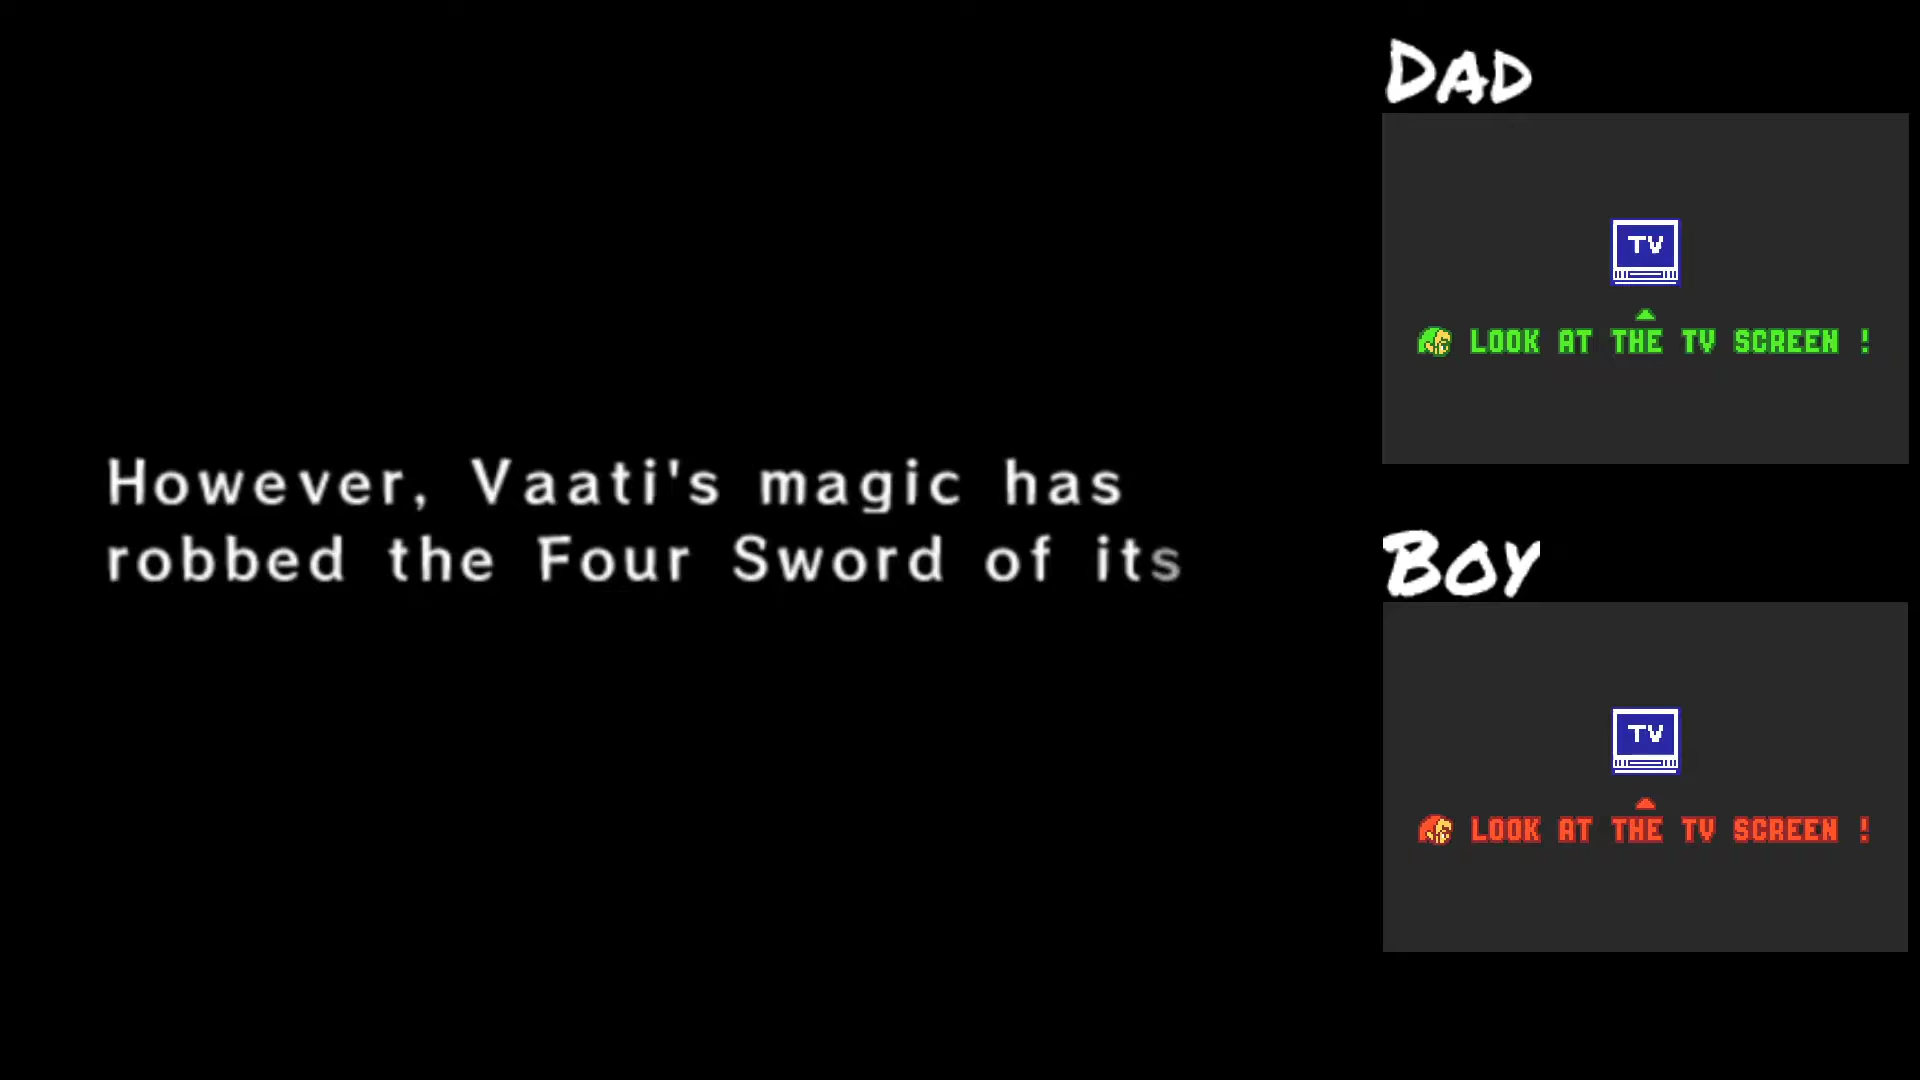 However, Vaati's magic has
robbed the Four Sword of its
DAD
TV
LOOK AT THE TV SCREEN !
BOY
TV
LOOK AT THE TV SCREEN !